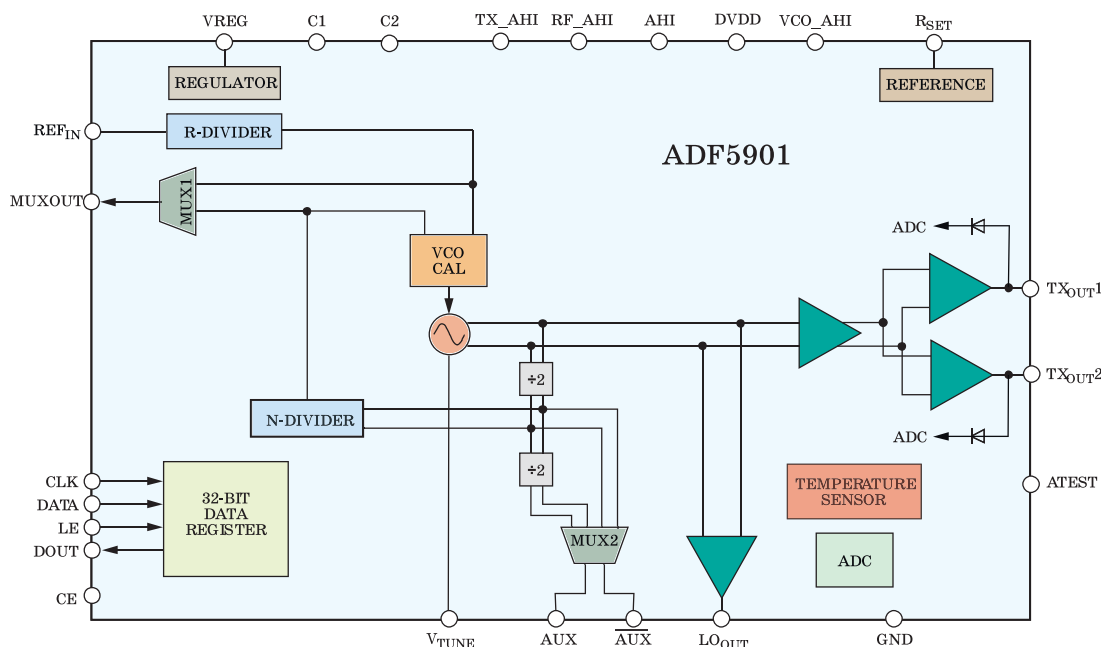 VREG
C1
C2
TX_AHI
RF_AHI
AHI
DVDD
VCO_AHI
RSET
REGULATOR
REFERENCE
REFIN
R-DIVIDER
ADF5901
MUXOUT
MUX1
ADC
VCO
CAL
TXOUT1
÷2
TXOUT2
N-DIVIDER
ADC
÷2
CLK
DATA
LE
DOUT
32-BIT
DATA
REGISTER
TEMPERATURE
SENSOR
ATEST
MUX2
ADC
CE
VTUNE
AUX
A̅U̅X̅
LOOUT
GND